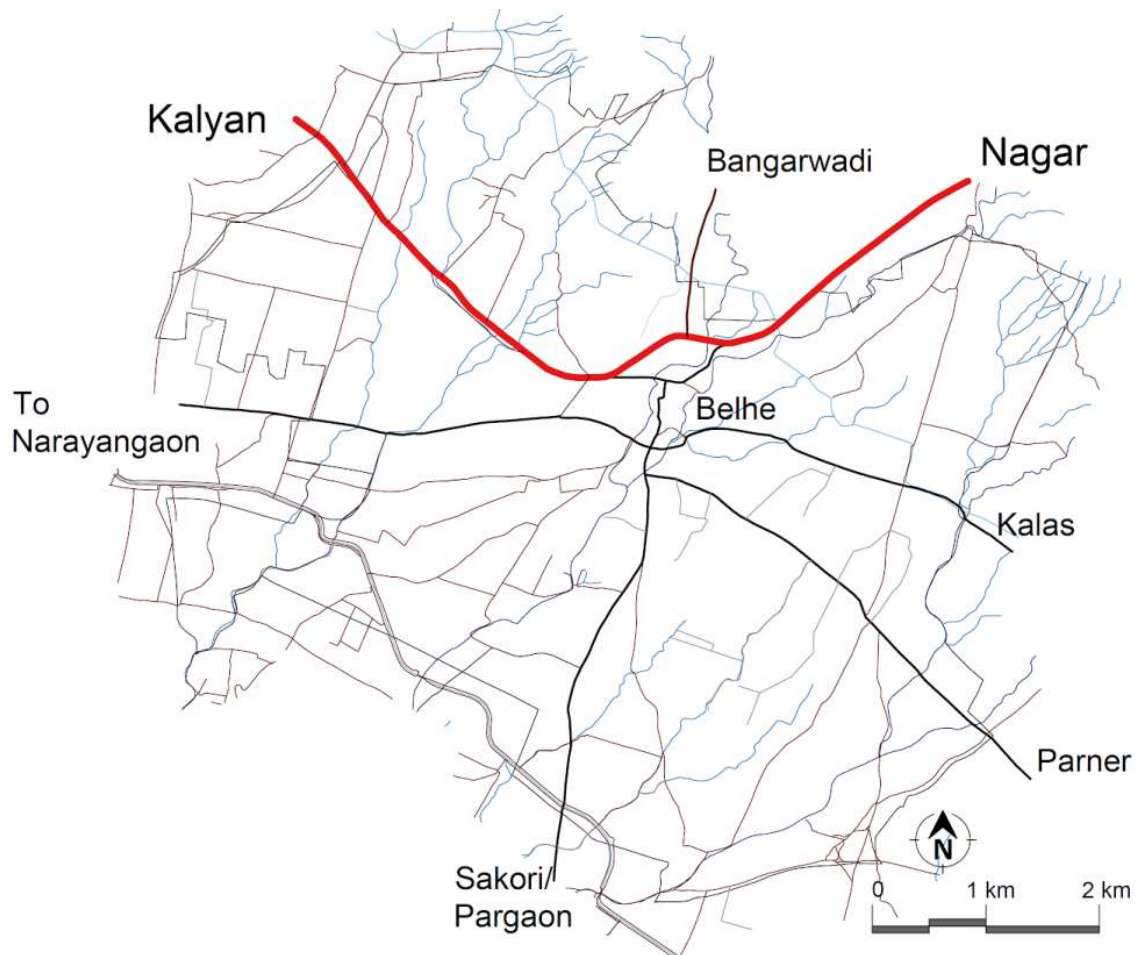 Kalyan
Bangarwadi
Nagar
To
Narayangaon
Belhe
Kalas
Parner
Sakori/
Pargaon
N
0 1 km 2 km